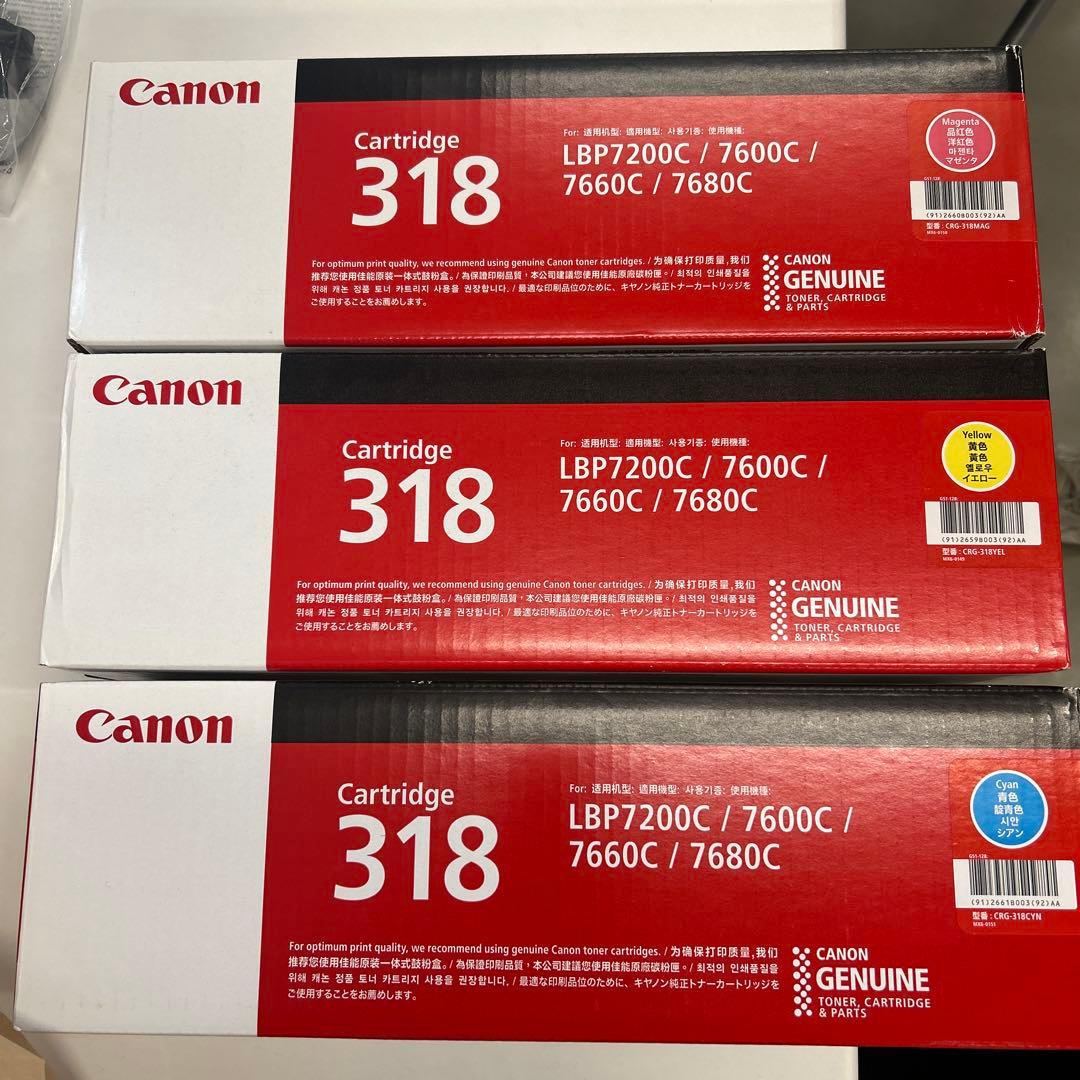 Canon
Cartridge
318
For: 适用机型: 適用機型: 사용기종: 使用機種:
LBP7200C / 7600C /
7660C / 7680C
Magenta
品红色
洋紅色
마젠타
マゼンタ
GS1-128:
(91)2660B003(92)AA
型番 : CRG-318MAG
MX6-0150
For optimum print quality, we recommend using genuine Canon toner cartridges. / 为确保打印质量,我们
推荐您使用佳能原装一体式鼓粉盒。/ 為保證印刷品質,本公司建議您使用佳能原廠碳粉匣。/ 최적의 인쇄품질을
위해 캐논 정품 토너 카트리지 사용을 권장합니다. / 最適な印刷品位のために、キヤノン純正トナーカートリッジを
ご使用することをお薦めします。
CANON
GENUINE
TONER, CARTRIDGE
& PARTS
Canon
Cartridge
318
For: 适用机型: 適用機型: 사용기종: 使用機種:
LBP7200C / 7600C /
7660C / 7680C
Yellow
黄色
黃色
옐로우
イエロー
GS1-128:
(91)2659B003(92)AA
型番 : CRG-318YEL
MX6-0149
For optimum print quality, we recommend using genuine Canon toner cartridges. / 为确保打印质量,我们
推荐您使用佳能原装一体式鼓粉盒。/ 為保證印刷品質,本公司建議您使用佳能原廠碳粉匣。/ 최적의 인쇄품질을
위해 캐논 정품 토너 카트리지 사용을 권장합니다. / 最適な印刷品位のために、キヤノン純正トナーカートリッジを
ご使用することをお薦めします。
CANON
GENUINE
TONER, CARTRIDGE
& PARTS
Canon
Cartridge
318
For: 适用机型: 適用機型: 사용기종: 使用機種:
LBP7200C / 7600C /
7660C / 7680C
Cyan
青色
靛青色
시안
シアン
GS1-128:
(91)2661B003(92)AA
型番 : CRG-318CYN
MX6-0151
For optimum print quality, we recommend using genuine Canon toner cartridges. / 为确保打印质量,我们
推荐您使用佳能原装一体式鼓粉盒。/ 為保證印刷品質,本公司建議您使用佳能原廠碳粉匣。/ 최적의 인쇄품질을
위해 캐논 정품 토너 카트리지 사용을 권장합니다. / 最適な印刷品位のために、キヤノン純正トナーカートリッジを
ご使用することをお薦めします。
CANON
GENUINE
TONER, CARTRIDGE
& PARTS